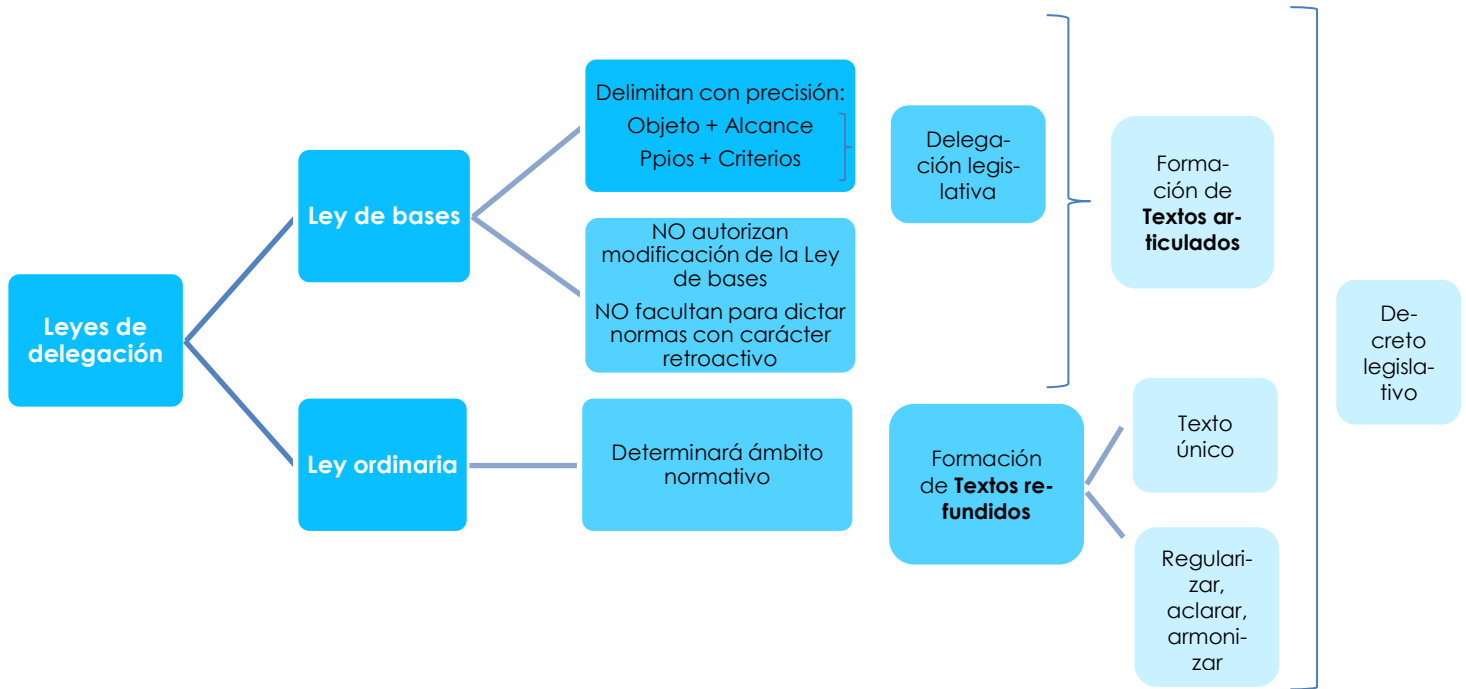 Leyes de
delegación
Ley de bases
Delimitan con precisión:
Objeto + Alcance
Ppios + Criterios
NO autorizan
modificación de la Ley
de bases
NO facultan para dictar
normas con carácter
retroactivo
Delega-
ción legis-
lativa
Forma-
ción de
Textos ar-
ticulados
Ley ordinaria
Determinará ámbito
normativo
Formación
de Textos re-
fundidos
Texto
único
Regulari-
zar,
aclarar,
armoni-
zar
De-
creto
legisla-
tivo